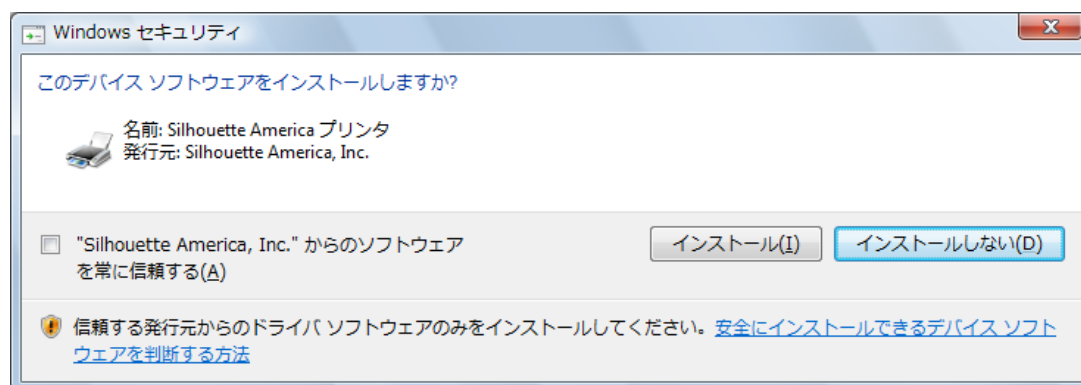 Windows セキュリティ
このデバイス ソフトウェアをインストールしますか?
名前: Silhouette America プリンタ
発行元: Silhouette America, Inc.
"Silhouette America, Inc." からのソフトウェア
を常に信頼する(A)
インストール(I)
インストールしない(D)
信頼する発行元からのドライバ ソフトウェアのみをインストールしてください。安全にインストールできるデバイス ソフト
ウェアを判断する方法